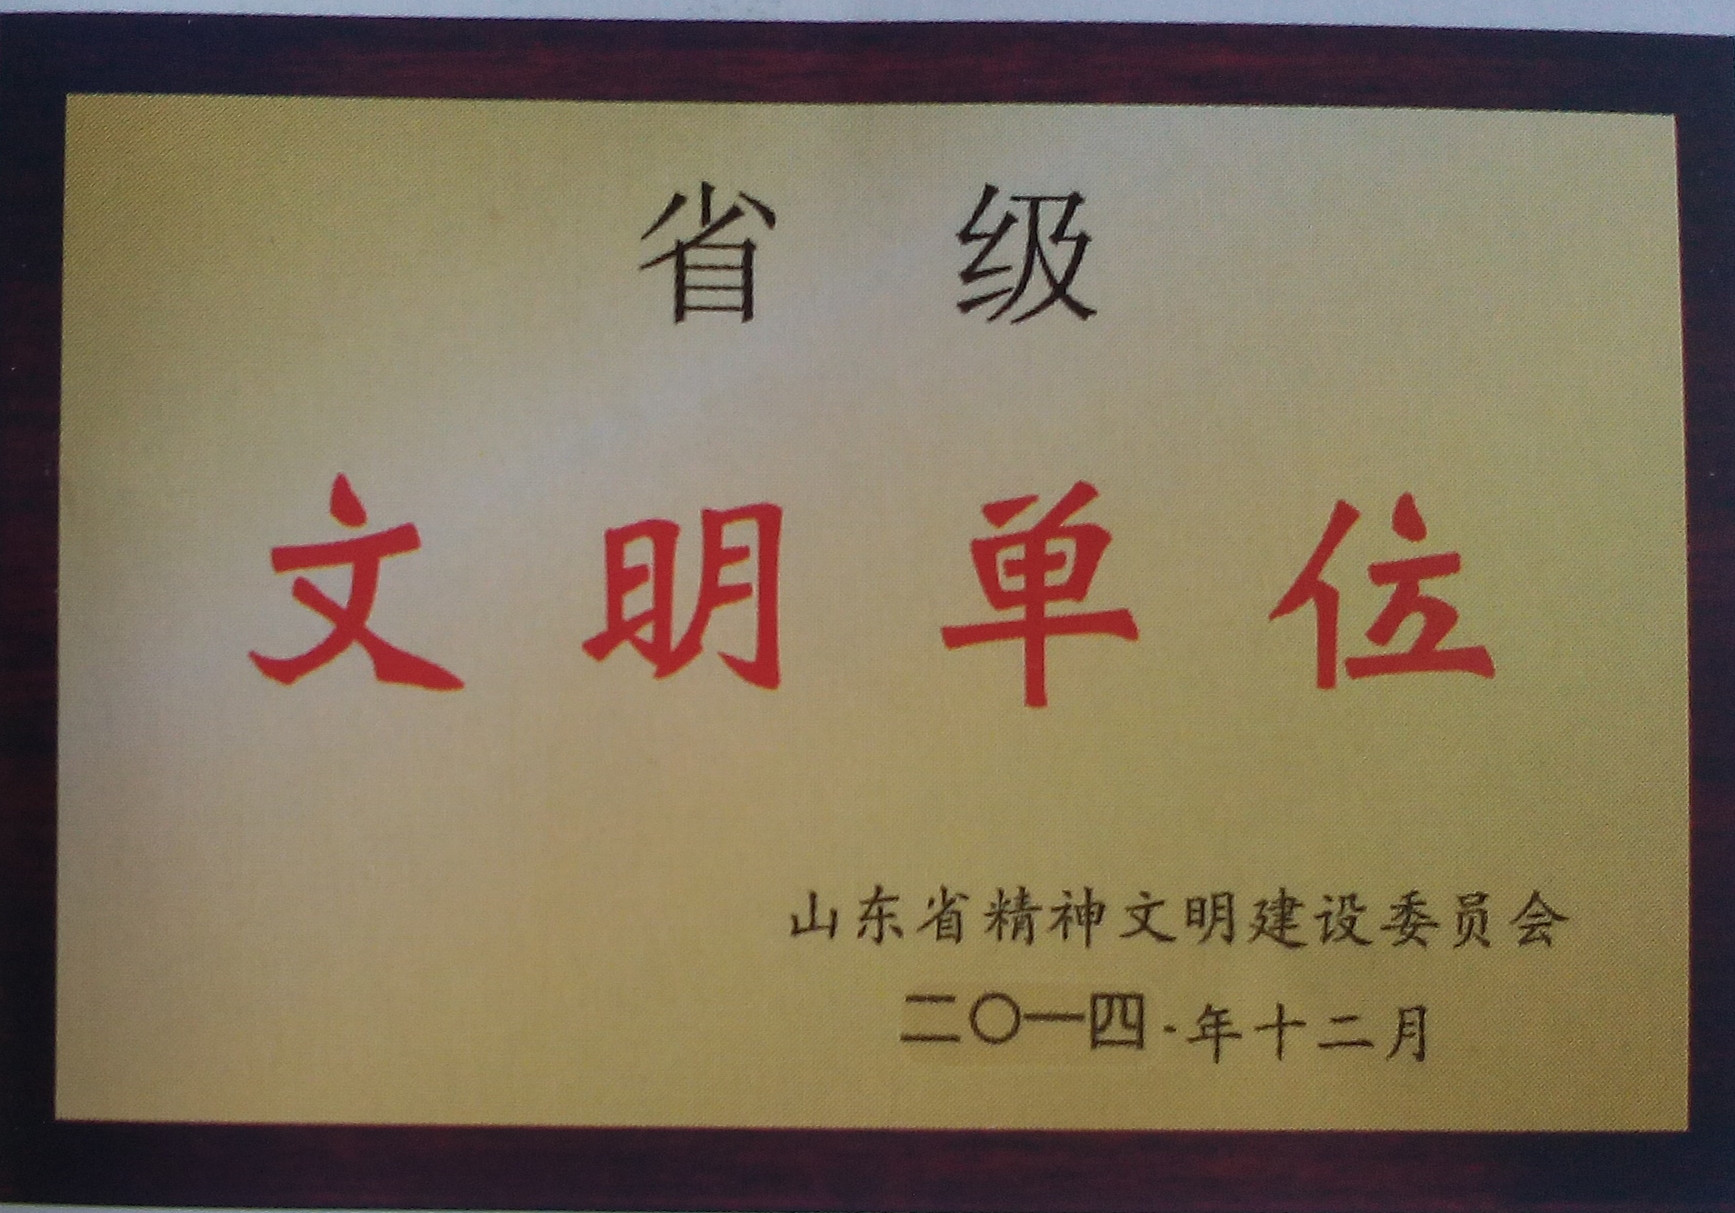 省级
文明单位
山东省精神文明建设委员会
二〇一四·年十二月